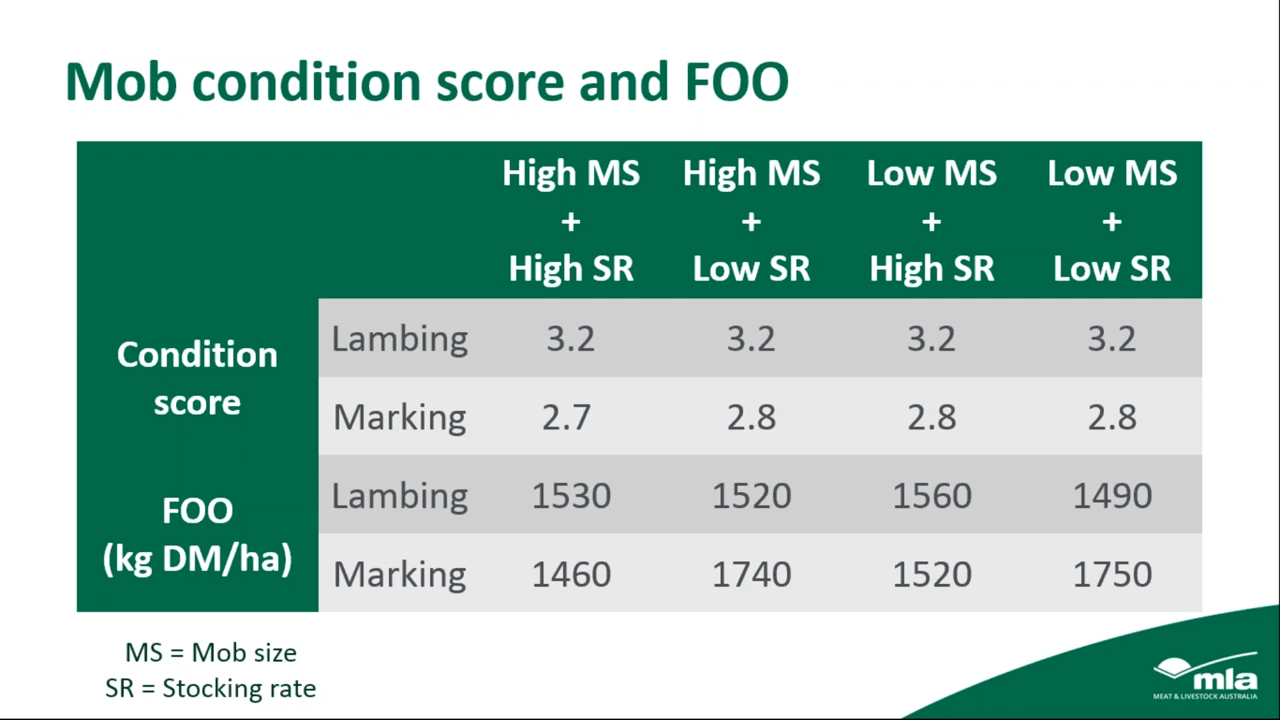 Mob condition score and FOO
High MS + High SR
High MS + Low SR
Low MS + High SR
Low MS + Low SR
Condition score
Lambing 3.2 3.2 3.2 3.2
Marking 2.7 2.8 2.8 2.8
FOO (kg DM/ha)
Lambing 1530 1520 1560 1490
Marking 1460 1740 1520 1750
MS = Mob size
SR = Stocking rate
mla
MEAT & LIVESTOCK AUSTRALIA